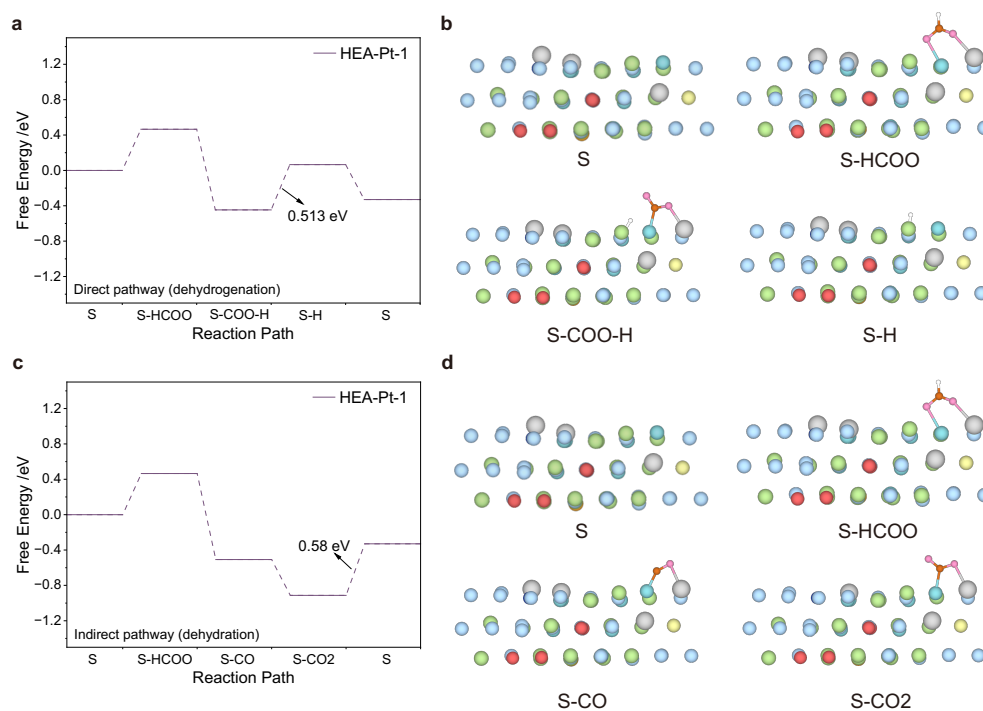 a
HEA-Pt-1
1.2
0.8
0.4
0.0
−0.4
−0.8
−1.2
Free Energy /eV
0.513 eV
Direct pathway (dehydrogenation)
S S-HCOO S-COO-H S-H S
Reaction Path
b
S
S-HCOO
S-COO-H
S-H
c
HEA-Pt-1
1.2
0.8
0.4
0.0
−0.4
−0.8
−1.2
Free Energy /eV
0.58 eV
Indirect pathway (dehydration)
S S-HCOO S-CO S-CO2 S
Reaction Path
d
S
S-HCOO
S-CO
S-CO2